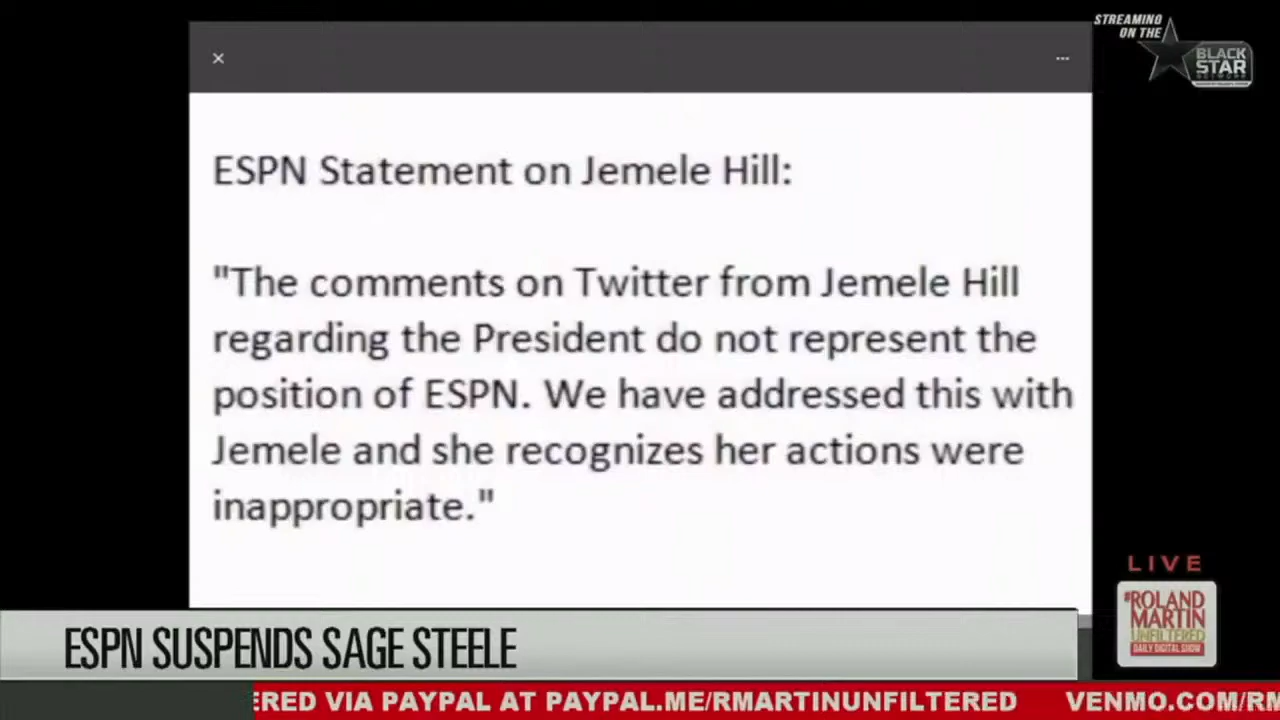 STREAMING
ON THE
BLACK
STAR
NETWORK
ESPN Statement on Jemele Hill:
"The comments on Twitter from Jemele Hill
regarding the President do not represent the
position of ESPN. We have addressed this with
Jemele and she recognizes her actions were
inappropriate."
LIVE
#ROLAND
MARTIN
UNFILTERED
DAILY DIGITAL SHOW
ESPN SUSPENDS SAGE STEELE
ERED VIA PAYPAL AT PAYPAL.ME/RMARTINUNFILTERED VENMO.COM/RM